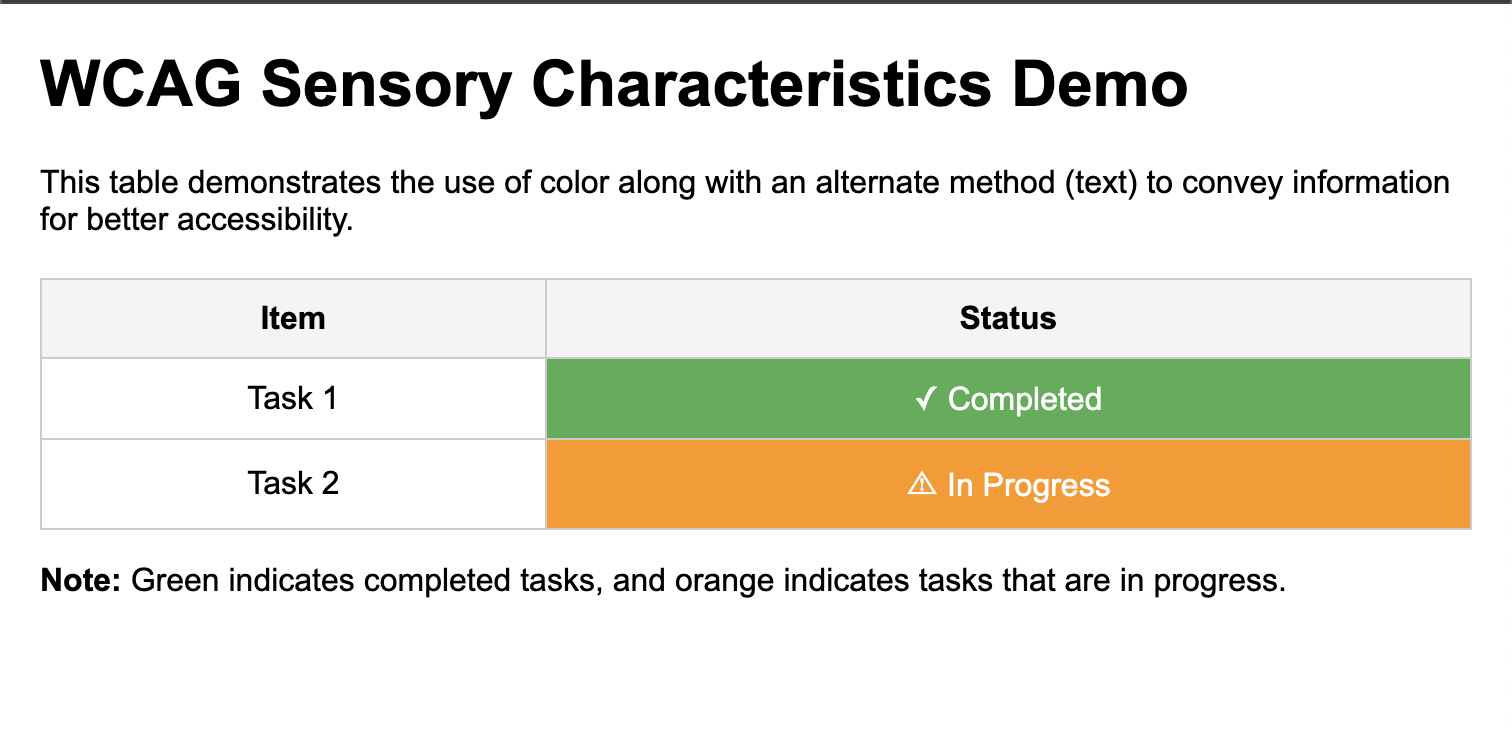 WCAG Sensory Characteristics Demo
This table demonstrates the use of color along with an alternate method (text) to convey information
for better accessibility.
Item Status
Task 1 ✓ Completed
Task 2 ⚠ In Progress
Note: Green indicates completed tasks, and orange indicates tasks that are in progress.